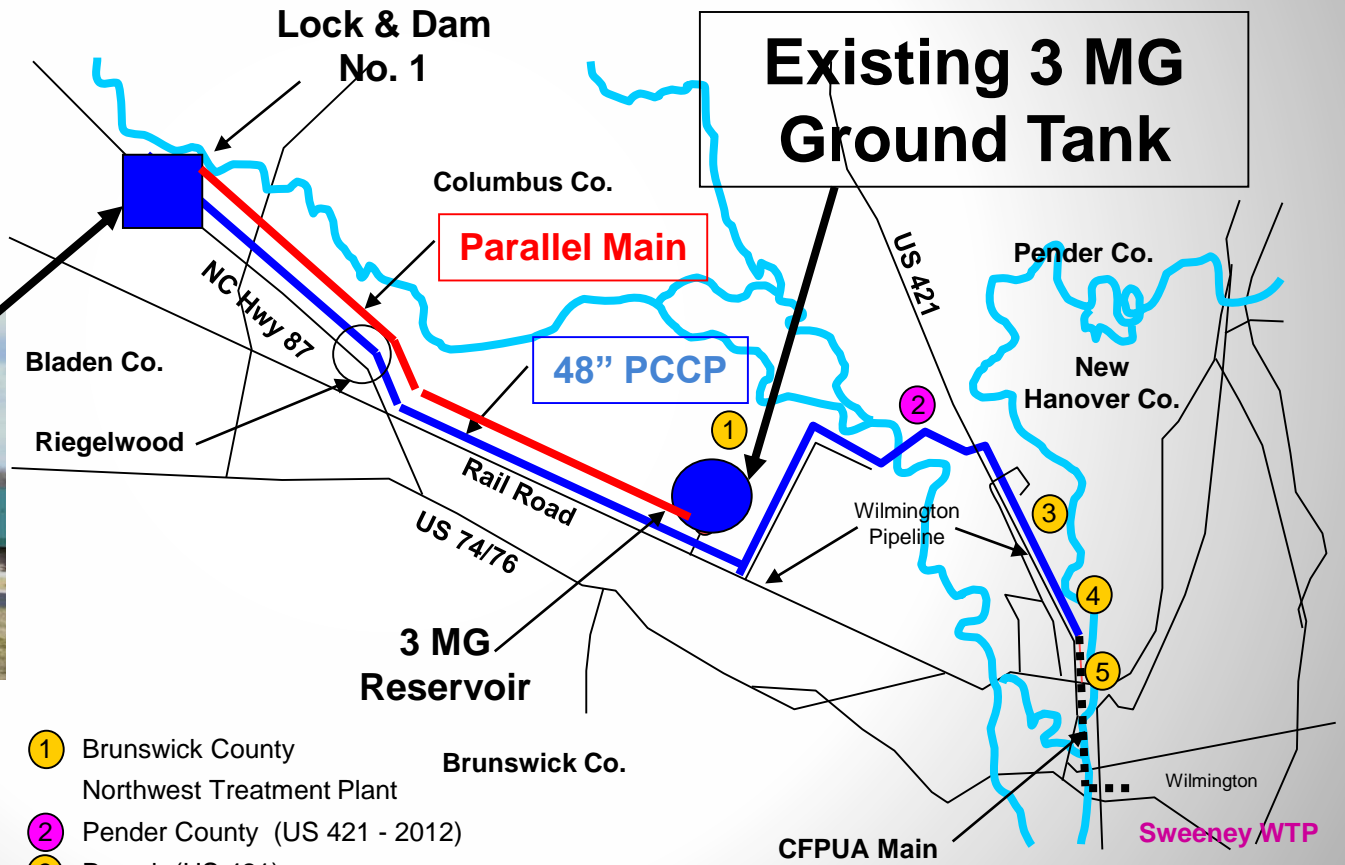 Lock & Dam
No. 1
Existing 3 MG
Ground Tank
Columbus Co.
Parallel Main
US 421
Pender Co.
NC Hwy 87
Bladen Co.
48” PCCP
New
Hanover Co.
2
1
Riegelwood
Rail Road
Wilmington
Pipeline
3
US 74/76
4
3 MG
Reservoir
5
1 Brunswick County
Northwest Treatment Plant
Brunswick Co.
Wilmington
2 Pender County (US 421 - 2012)
Sweeney WTP
CFPUA Main